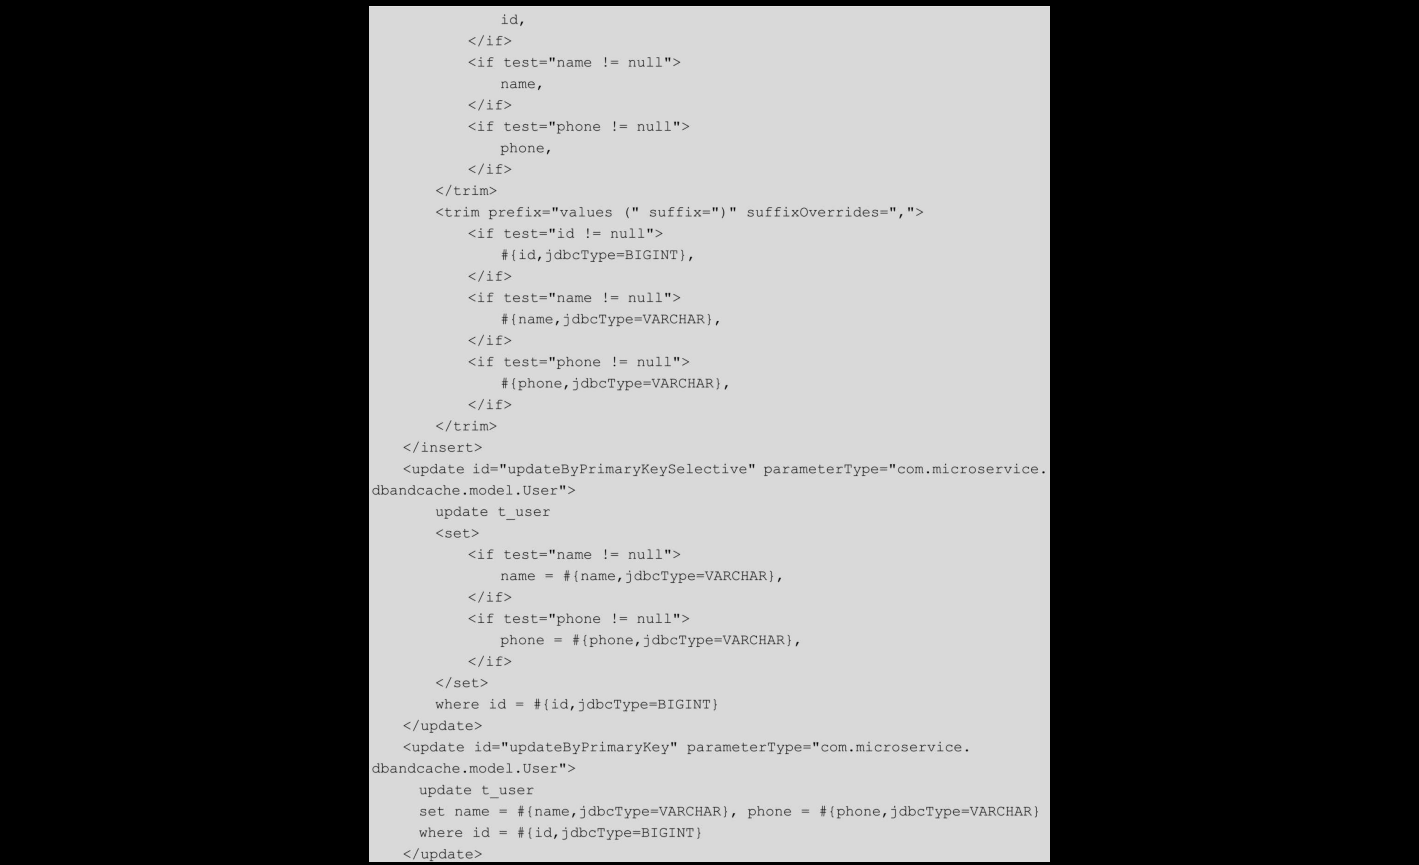 id,
</if>
<if test="name != null">
name,
</if>
<if test="phone != null">
phone,
</if>
</trim>
<trim prefix="values (" suffix=")" suffixOverrides=",">
<if test="id != null">
#{id,jdbcType=BIGINT},
</if>
<if test="name != null">
#{name,jdbcType=VARCHAR},
</if>
<if test="phone != null">
#{phone,jdbcType=VARCHAR},
</if>
</trim>
</insert>
<update id="updateByPrimaryKeySelective" parameterType="com.microservice.
dbandcache.model.User">
update t_user
<set>
<if test="name != null">
name = #{name,jdbcType=VARCHAR},
</if>
<if test="phone != null">
phone = #{phone,jdbcType=VARCHAR},
</if>
</set>
where id = #{id,jdbcType=BIGINT}
</update>
<update id="updateByPrimaryKey" parameterType="com.microservice.
dbandcache.model.User">
update t_user
set name = #{name,jdbcType=VARCHAR}, phone = #{phone,jdbcType=VARCHAR}
where id = #{id,jdbcType=BIGINT}
</update>